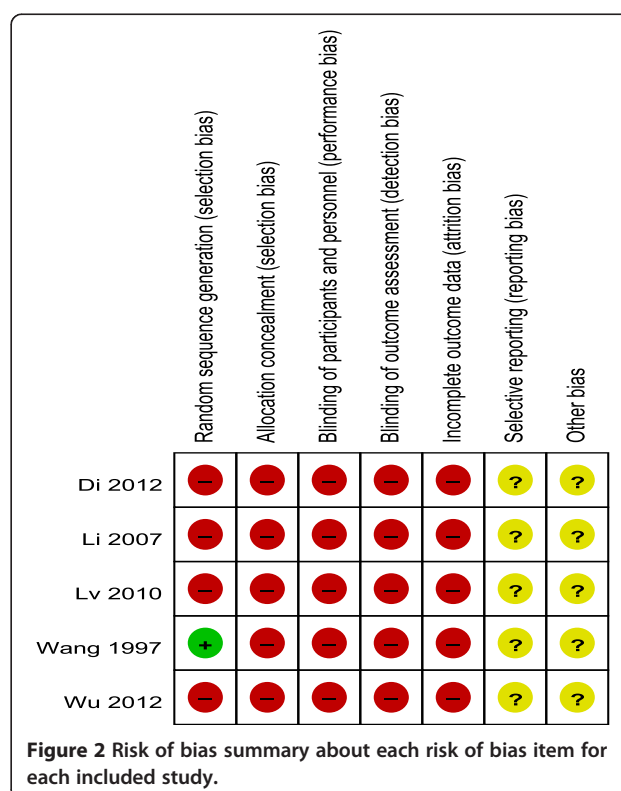 Random sequence generation (selection bias)
Allocation concealment (selection bias)
Blinding of participants and personnel (performance bias)
Blinding of outcome assessment (detection bias)
Incomplete outcome data (attrition bias)
Selective reporting (reporting bias)
Other bias
Di 2012 – – – – – ? ?
Li 2007 – – – – – ? ?
Lv 2010 – – – – – ? ?
Wang 1997 + – – – – ? ?
Wu 2012 – – – – – ? ?
Figure 2 Risk of bias summary about each risk of bias item for
each included study.